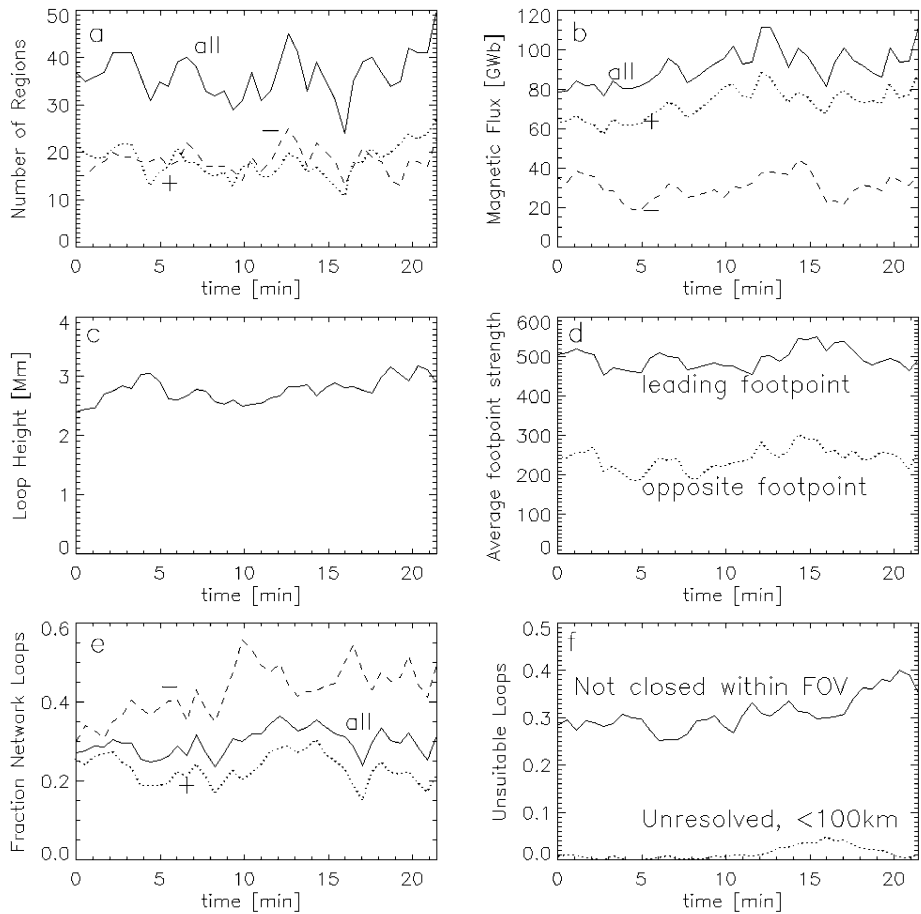 50
40
30
20
10
0
Number of Regions
a
all
−
+
0 5 10 15 20
time [min]
120
100
80
60
40
20
0
Magnetic Flux [GWb]
b
all
+
−
0 5 10 15 20
time [min]
4
3
2
1
0
Loop Height [Mm]
c
0 5 10 15 20
time [min]
600
500
400
300
200
100
0
Average footpoint strength
d
leading footpoint
opposite footpoint
0 5 10 15 20
time [min]
0.6
0.4
0.2
0.0
Fraction Network Loops
e
−
all
+
0 5 10 15 20
time [min]
0.5
0.4
0.3
0.2
0.1
0.0
Unsuitable Loops
f
Not closed within FOV
Unresolved, <100km
0 5 10 15 20
time [min]